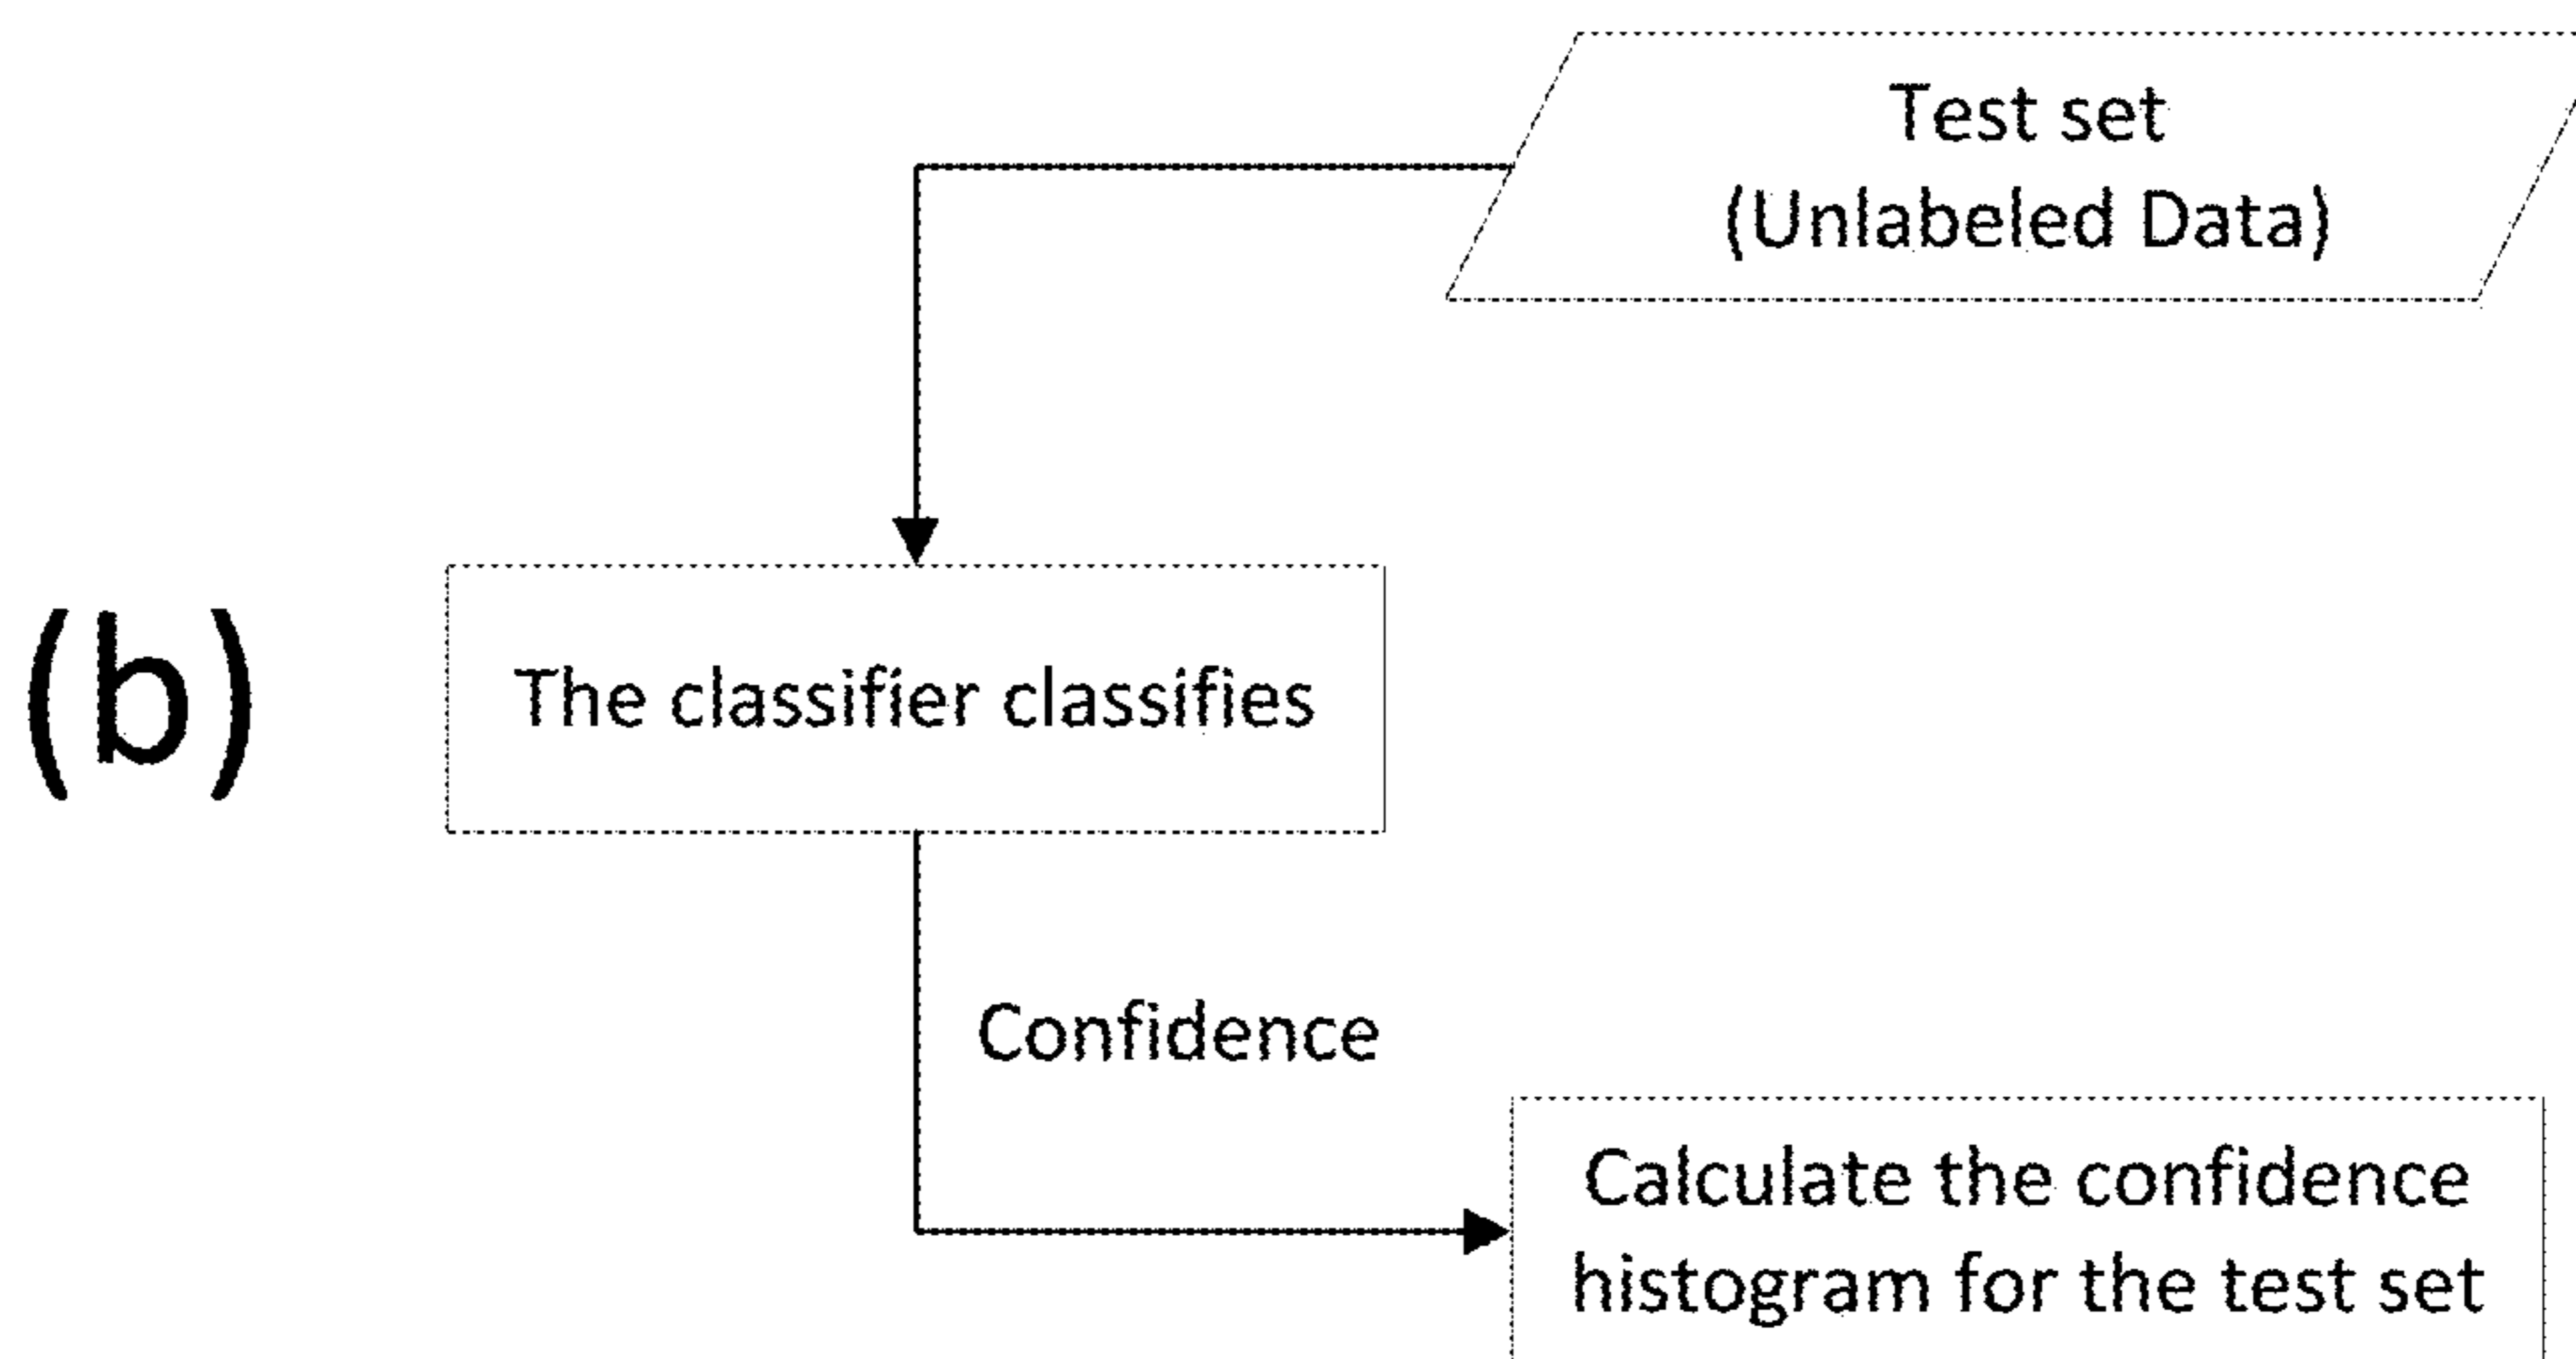 Test set
(Unlabeled Data)
(b)
The classifier classifies
Confidence
Calculate the confidence
histogram for the test set